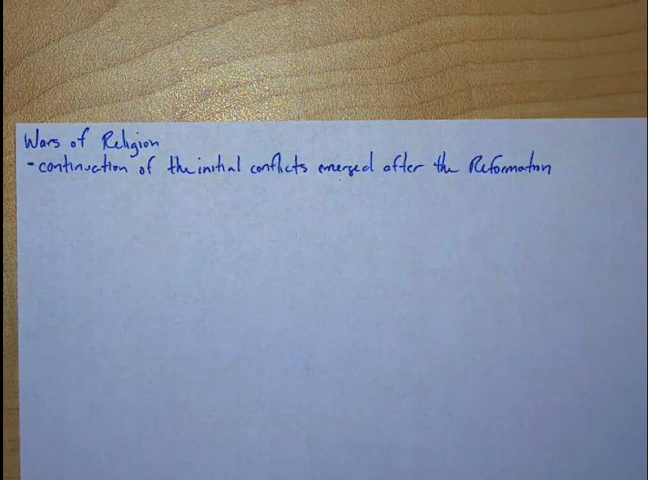 Wars of Religion
- continuation of the initial conflicts emerged after the Reformation